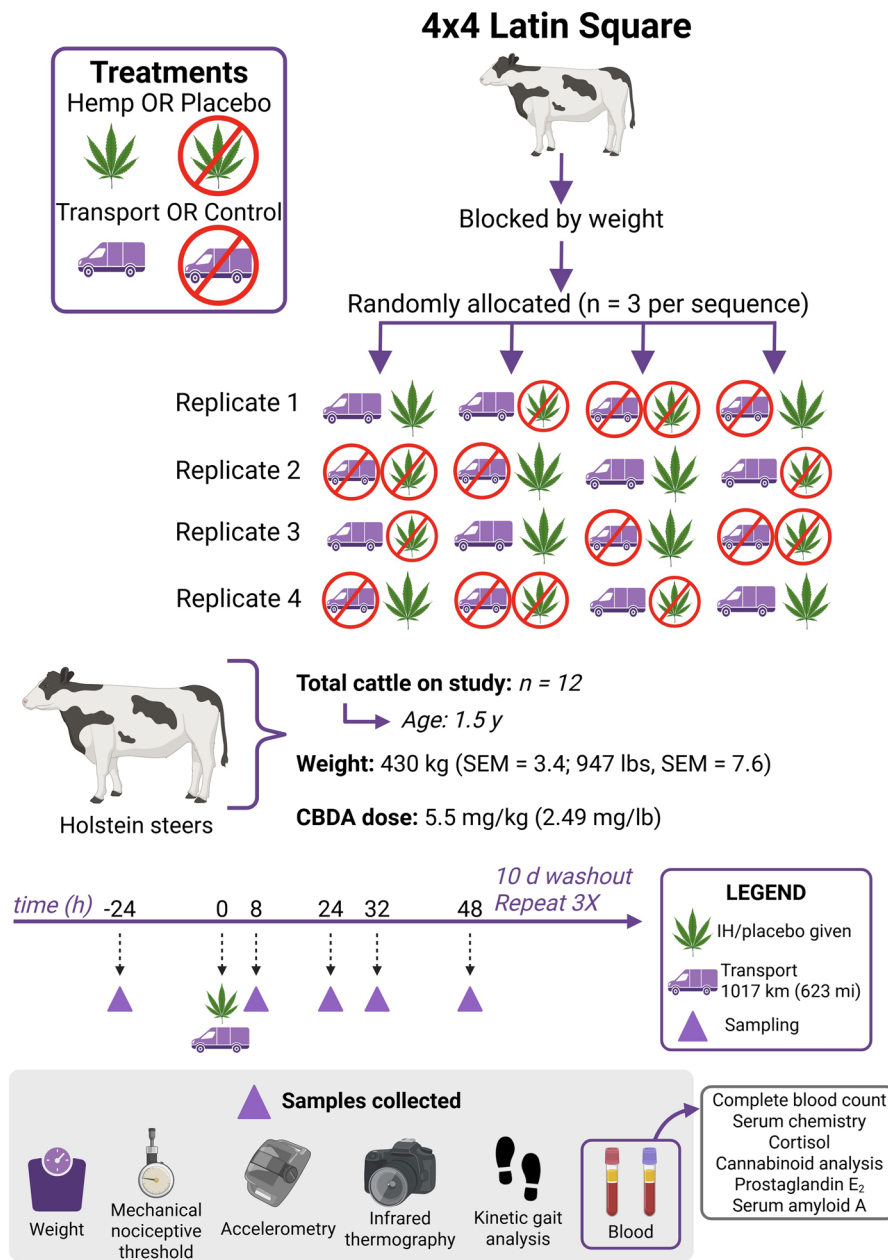 4x4 Latin Square
Treatments
Hemp OR Placebo
Transport OR Control
Blocked by weight
Randomly allocated (n = 3 per sequence)
Replicate 1
Replicate 2
Replicate 3
Replicate 4
Holstein steers
Total cattle on study: n = 12
Age: 1.5 y
Weight: 430 kg (SEM = 3.4; 947 lbs, SEM = 7.6)
CBDA dose: 5.5 mg/kg (2.49 mg/lb)
time (h) -24 0 8 24 32 48
10 d washout
Repeat 3X
LEGEND
IH/placebo given
Transport
1017 km (623 mi)
Sampling
Samples collected
Weight
Mechanical
nociceptive
threshold
Accelerometry
Infrared
thermography
Kinetic gait
analysis
Blood
Complete blood count
Serum chemistry
Cortisol
Cannabinoid analysis
Prostaglandin E₂
Serum amyloid A